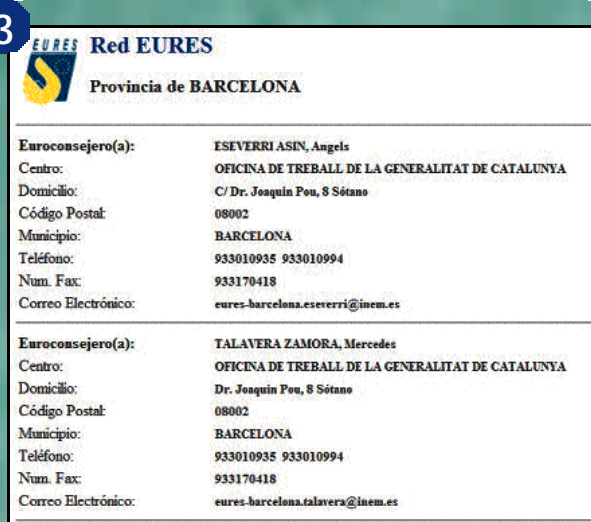 3
EURES Red EURES
Provincia de BARCELONA
Euroconsejero(a): ESEVERRI ASIN, Angels
Centro: OFICINA DE TREBALL DE LA GENERALITAT DE CATALUNYA
Domicilio: C/ Dr. Joaquin Pou, 8 Sótano
Código Postal: 08002
Municipio: BARCELONA
Teléfono: 933010935 933010994
Num. Fax: 933170418
Correo Electrónico: eures-barcelona.eseverri@inem.es
Euroconsejero(a): TALAVERA ZAMORA, Mercedes
Centro: OFICINA DE TREBALL DE LA GENERALITAT DE CATALUNYA
Domicilio: Dr. Joaquin Pou, 8 Sótano
Código Postal: 08002
Municipio: BARCELONA
Teléfono: 933010935 933010994
Num. Fax: 933170418
Correo Electrónico: eures-barcelona.talavera@inem.es